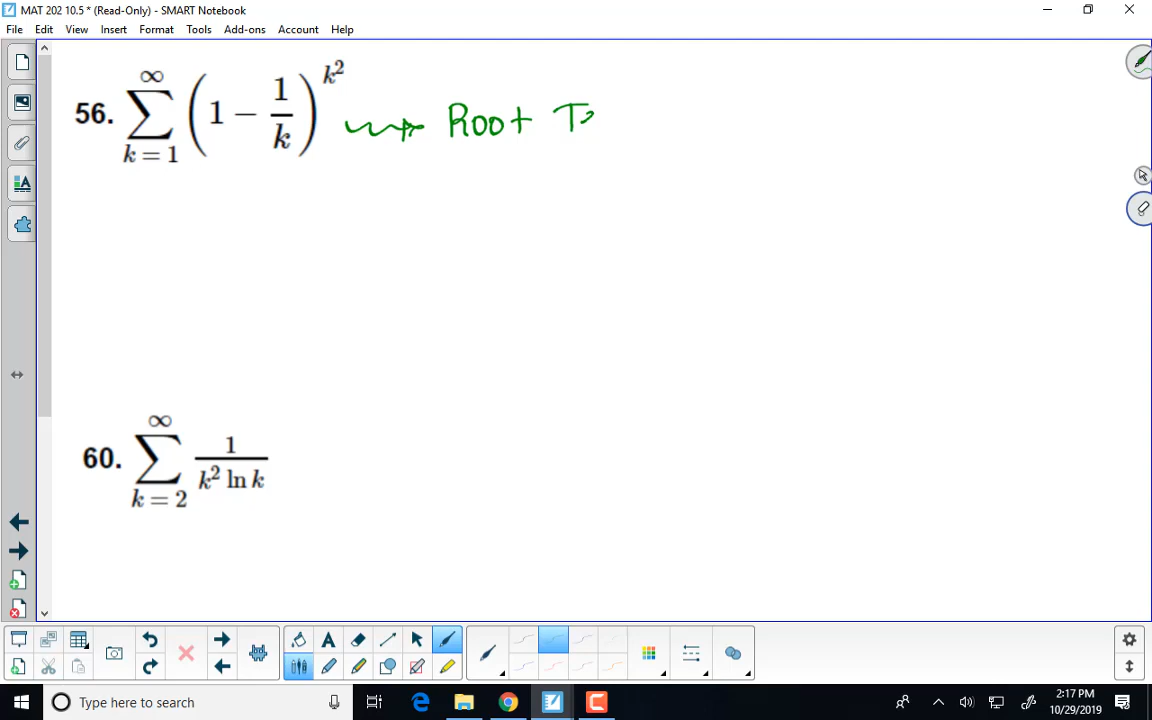 MAT 202 10.5 * (Read-Only) - SMART Notebook
File Edit View Insert Format Tools Add-ons Account Help
56. ∞ ∑ k = 1 (1 − 1/k)^k²
Root T
60. ∞ ∑ k = 2 1/(k² ln k)
A
A
Type here to search
2:17 PM
10/29/2019